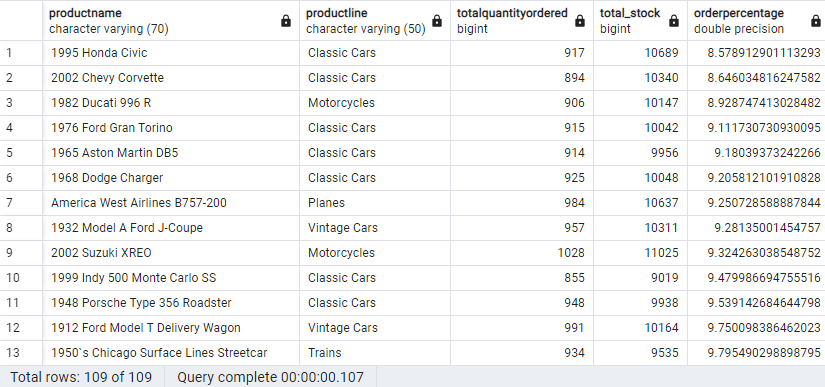 productname productline totalquantityordered total_stock orderpercentage
character varying (70) character varying (50) bigint bigint double precision
1 1995 Honda Civic Classic Cars 917 10689 8.578912901113293
2 2002 Chevy Corvette Classic Cars 894 10340 8.646034816247582
3 1982 Ducati 996 R Motorcycles 906 10147 8.928747413028482
4 1976 Ford Gran Torino Classic Cars 915 10042 9.111730730930095
5 1965 Aston Martin DB5 Classic Cars 914 9956 9.18039373242266
6 1968 Dodge Charger Classic Cars 925 10048 9.205812101910828
7 America West Airlines B757-200 Planes 984 10637 9.250728588887844
8 1932 Model A Ford J-Coupe Vintage Cars 957 10311 9.28135001454757
9 2002 Suzuki XREO Motorcycles 1028 11025 9.324263038548752
10 1999 Indy 500 Monte Carlo SS Classic Cars 855 9019 9.479986694755516
11 1948 Porsche Type 356 Roadster Classic Cars 948 9938 9.539142684644798
12 1912 Ford Model T Delivery Wagon Vintage Cars 991 10164 9.750098386462023
13 1950`s Chicago Surface Lines Streetcar Trains 934 9535 9.795490298898795
Total rows: 109 of 109 Query complete 00:00:00.107